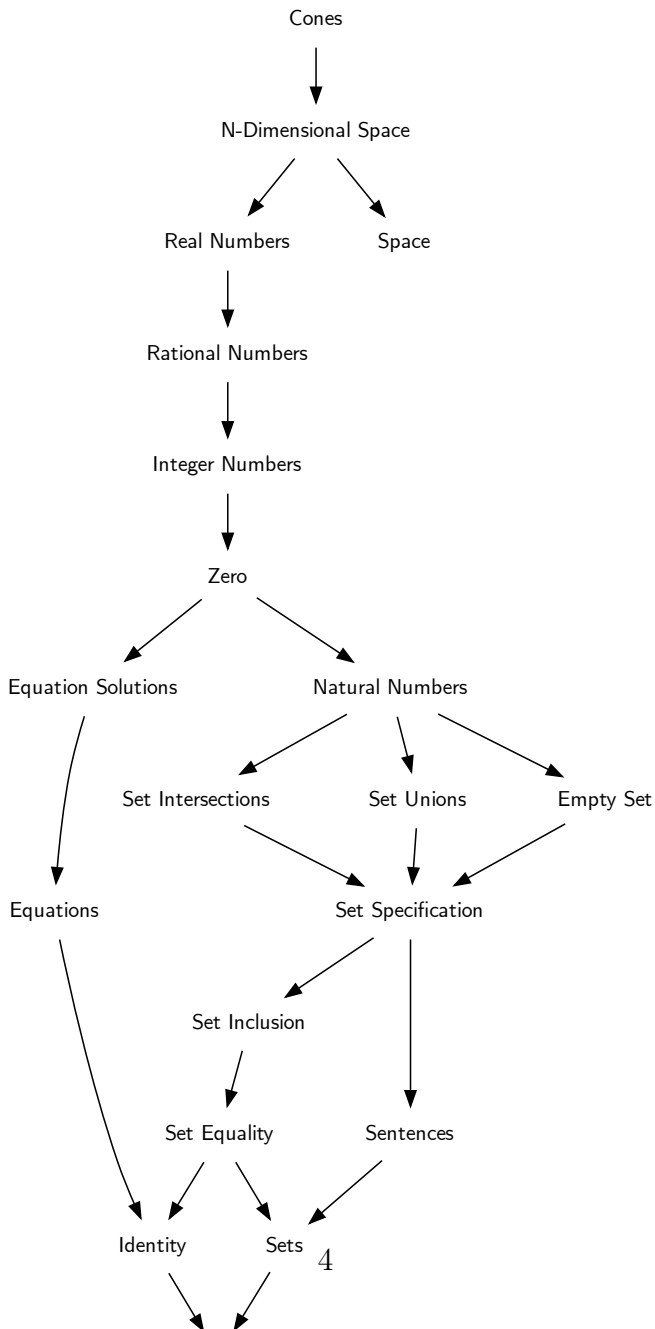 Cones
N-Dimensional Space
Real Numbers
Space
Rational Numbers
Integer Numbers
Zero
Equation Solutions
Natural Numbers
Set Intersections
Set Unions
Empty Set
Equations
Set Specification
Set Inclusion
Set Equality
Sentences
Identity
Sets
4